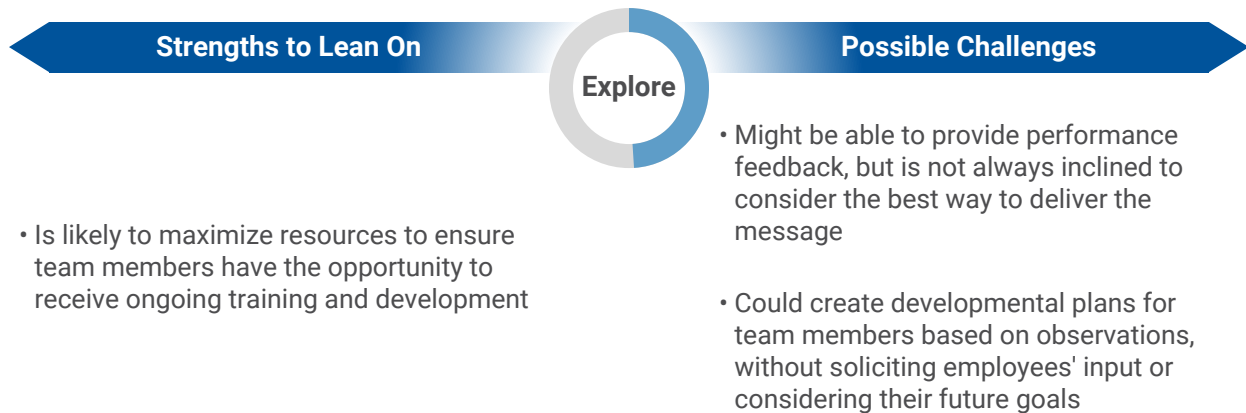 Strengths to Lean On
Explore
Possible Challenges
• Is likely to maximize resources to ensure
team members have the opportunity to
receive ongoing training and development
• Might be able to provide performance
feedback, but is not always inclined to
consider the best way to deliver the
message
• Could create developmental plans for
team members based on observations,
without soliciting employees' input or
considering their future goals